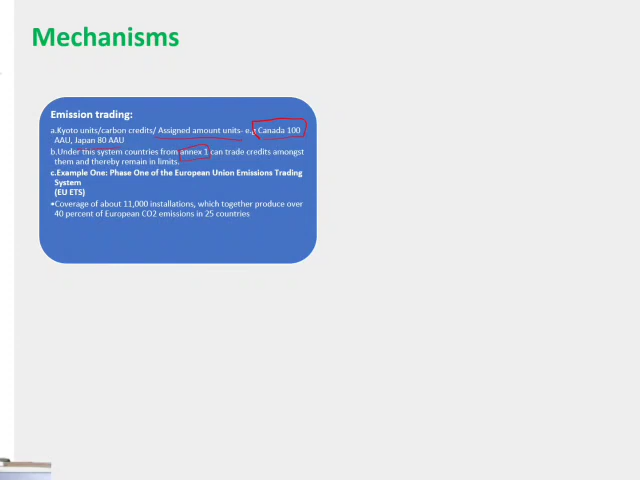 Mechanisms
Emission trading:
a.Kyoto units/carbon credits/ Assigned amount units- e.g Canada 100
AAU, Japan 80 AAU
b.Under this system countries from annex 1 can trade credits amongst
them and thereby remain in limits.
c.Example One: Phase One of the European Union Emissions Trading
System
(EU ETS)
•Coverage of about 11,000 installations, which together produce over
40 percent of European CO2 emissions in 25 countries